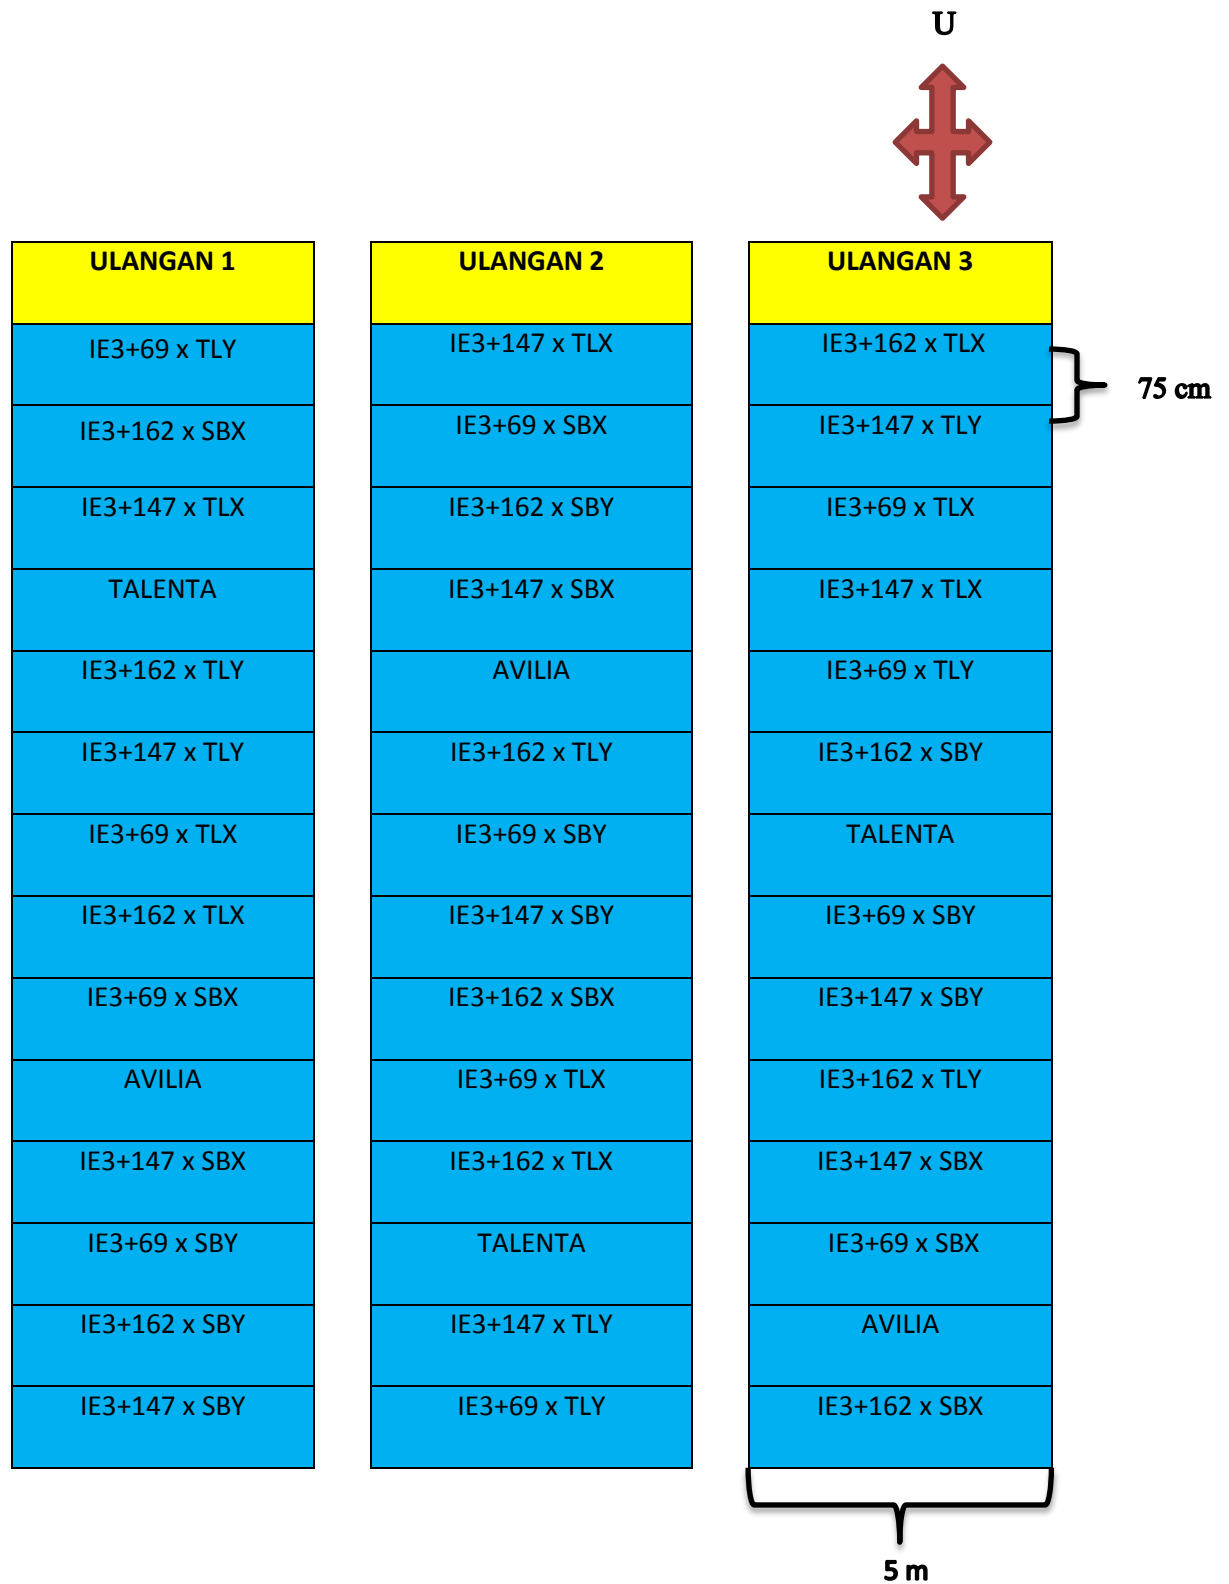 U
ULANGAN 1
IE3+69 x TLY
IE3+162 x SBX
IE3+147 x TLX
TALENTA
IE3+162 x TLY
IE3+147 x TLY
IE3+69 x TLX
IE3+162 x TLX
IE3+69 x SBX
AVILIA
IE3+147 x SBX
IE3+69 x SBY
IE3+162 x SBY
IE3+147 x SBY
ULANGAN 2
IE3+147 x TLX
IE3+69 x SBX
IE3+162 x SBY
IE3+147 x SBX
AVILIA
IE3+162 x TLY
IE3+69 x SBY
IE3+147 x SBY
IE3+162 x SBX
IE3+69 x TLX
IE3+162 x TLX
TALENTA
IE3+147 x TLY
IE3+69 x TLY
ULANGAN 3
IE3+162 x TLX
IE3+147 x TLY
IE3+69 x TLX
IE3+147 x TLX
IE3+69 x TLY
IE3+162 x SBY
TALENTA
IE3+69 x SBY
IE3+147 x SBY
IE3+162 x TLY
IE3+147 x SBX
IE3+69 x SBX
AVILIA
IE3+162 x SBX
75 cm
5 m